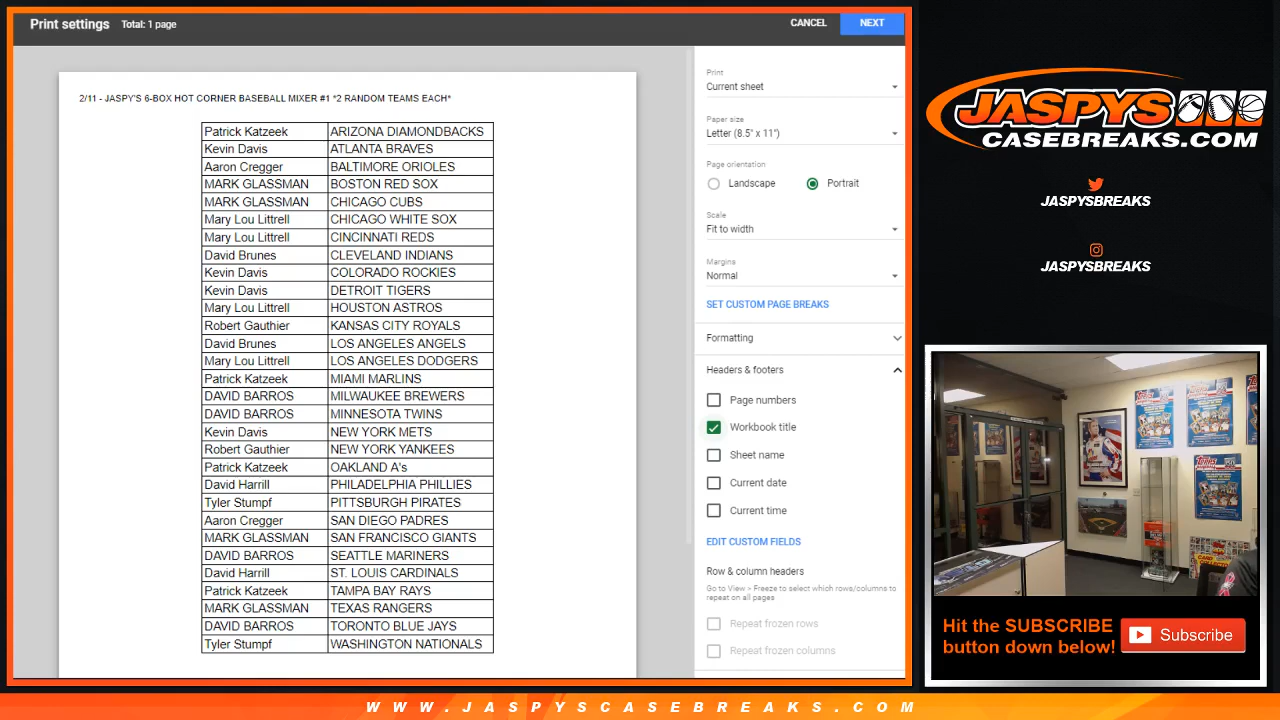 Print settings Total: 1 page CANCEL NEXT
2/11 - JASPY'S 6-BOX HOT CORNER BASEBALL MIXER #1 *2 RANDOM TEAMS EACH*
Patrick Katzeek ARIZONA DIAMONDBACKS
Kevin Davis ATLANTA BRAVES
Aaron Cregger BALTIMORE ORIOLES
MARK GLASSMAN BOSTON RED SOX
MARK GLASSMAN CHICAGO CUBS
Mary Lou Littrell CHICAGO WHITE SOX
Mary Lou Littrell CINCINNATI REDS
David Brunes CLEVELAND INDIANS
Kevin Davis COLORADO ROCKIES
Kevin Davis DETROIT TIGERS
Mary Lou Littrell HOUSTON ASTROS
Robert Gauthier KANSAS CITY ROYALS
David Brunes LOS ANGELES ANGELS
Mary Lou Littrell LOS ANGELES DODGERS
Patrick Katzeek MIAMI MARLINS
DAVID BARROS MILWAUKEE BREWERS
DAVID BARROS MINNESOTA TWINS
Kevin Davis NEW YORK METS
Robert Gauthier NEW YORK YANKEES
Patrick Katzeek OAKLAND A's
David Harrill PHILADELPHIA PHILLIES
Tyler Stumpf PITTSBURGH PIRATES
Aaron Cregger SAN DIEGO PADRES
MARK GLASSMAN SAN FRANCISCO GIANTS
DAVID BARROS SEATTLE MARINERS
David Harrill ST. LOUIS CARDINALS
Patrick Katzeek TAMPA BAY RAYS
MARK GLASSMAN TEXAS RANGERS
DAVID BARROS TORONTO BLUE JAYS
Tyler Stumpf WASHINGTON NATIONALS
Print
Current sheet
Paper size
Letter (8.5" x 11")
Page orientation
Landscape Portrait
Scale
Fit to width
Margins
Normal
SET CUSTOM PAGE BREAKS
Formatting
Headers & footers
Page numbers
Workbook title
Sheet name
Current date
Current time
EDIT CUSTOM FIELDS
Row & column headers
Go to View > Freeze to select which rows/columns to
repeat on all pages
Repeat frozen rows
Repeat frozen columns
JASPYS
CASEBREAKS.COM
JASPYSBREAKS
JASPYSBREAKS
Hit the SUBSCRIBE
button down below!
Subscribe
WWW.JASPYSCASEBREAKS.COM